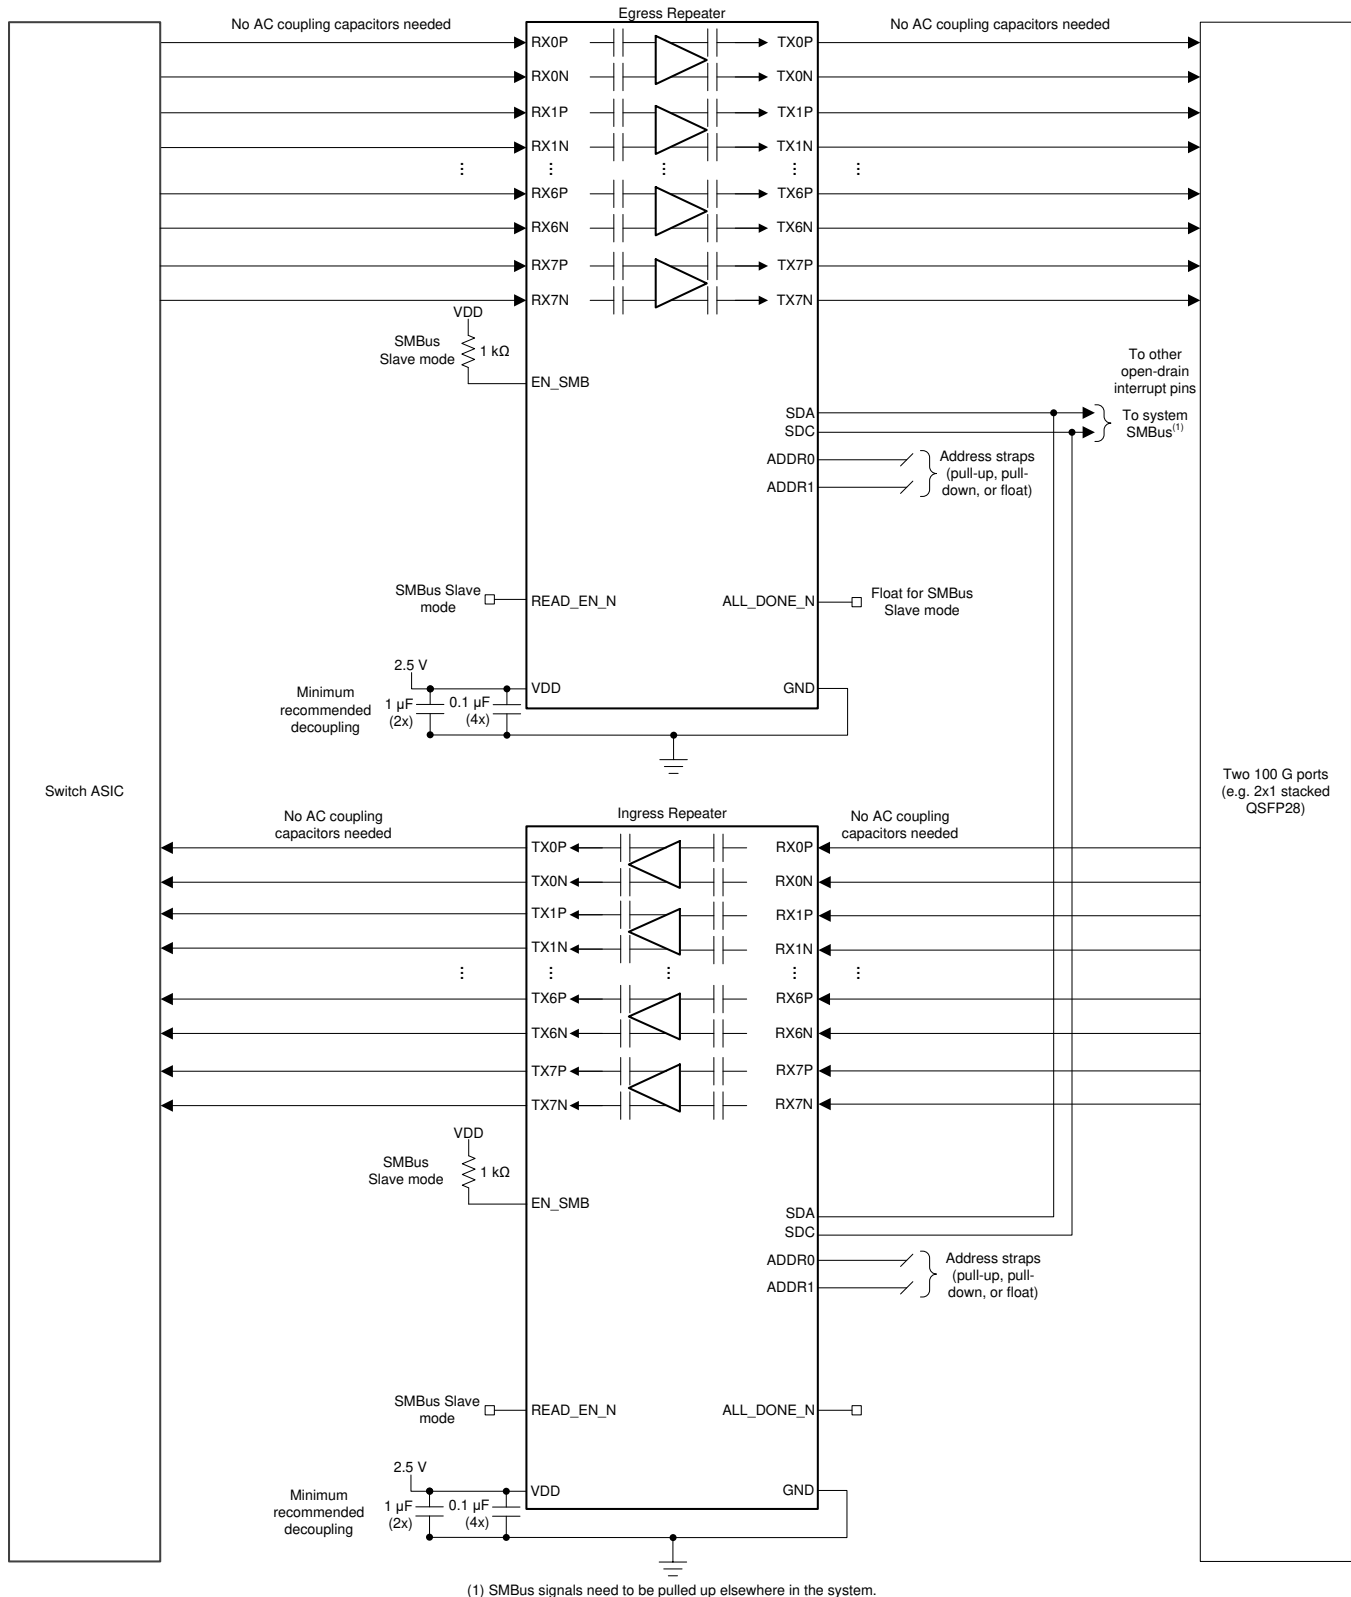 Egress Repeater
No AC coupling capacitors needed
No AC coupling capacitors needed
RX0P
TX0P
RX0N
TX0N
RX1P
TX1P
RX1N
TX1N
⋮ ⋮ ⋮ ⋮ ⋮
RX6P
TX6P
RX6N
TX6N
RX7P
TX7P
RX7N
TX7N
VDD
SMBus
Slave mode
1 kΩ
EN_SMB
To other
open-drain
interrupt pins
SDA
SDC
To system
SMBus(1)
ADDR0
ADDR1
Address straps
(pull-up, pull-
down, or float)
SMBus Slave
mode
READ_EN_N
ALL_DONE_N
Float for SMBus
Slave mode
2.5 V
VDD
GND
Minimum
recommended
decoupling
1 µF
(2x)
0.1 µF
(4x)
Switch ASIC
Two 100 G ports
(e.g. 2x1 stacked
QSFP28)
Ingress Repeater
No AC coupling
capacitors needed
No AC coupling
capacitors needed
TX0P
RX0P
TX0N
RX0N
TX1P
RX1P
TX1N
RX1N
⋮ ⋮ ⋮ ⋮ ⋮
TX6P
RX6P
TX6N
RX6N
TX7P
RX7P
TX7N
RX7N
VDD
SMBus
Slave mode
1 kΩ
EN_SMB
SDA
SDC
ADDR0
ADDR1
Address straps
(pull-up, pull-
down, or float)
SMBus Slave
mode
READ_EN_N
ALL_DONE_N
2.5 V
VDD
GND
Minimum
recommended
decoupling
1 µF
(2x)
0.1 µF
(4x)
(1) SMBus signals need to be pulled up elsewhere in the system.